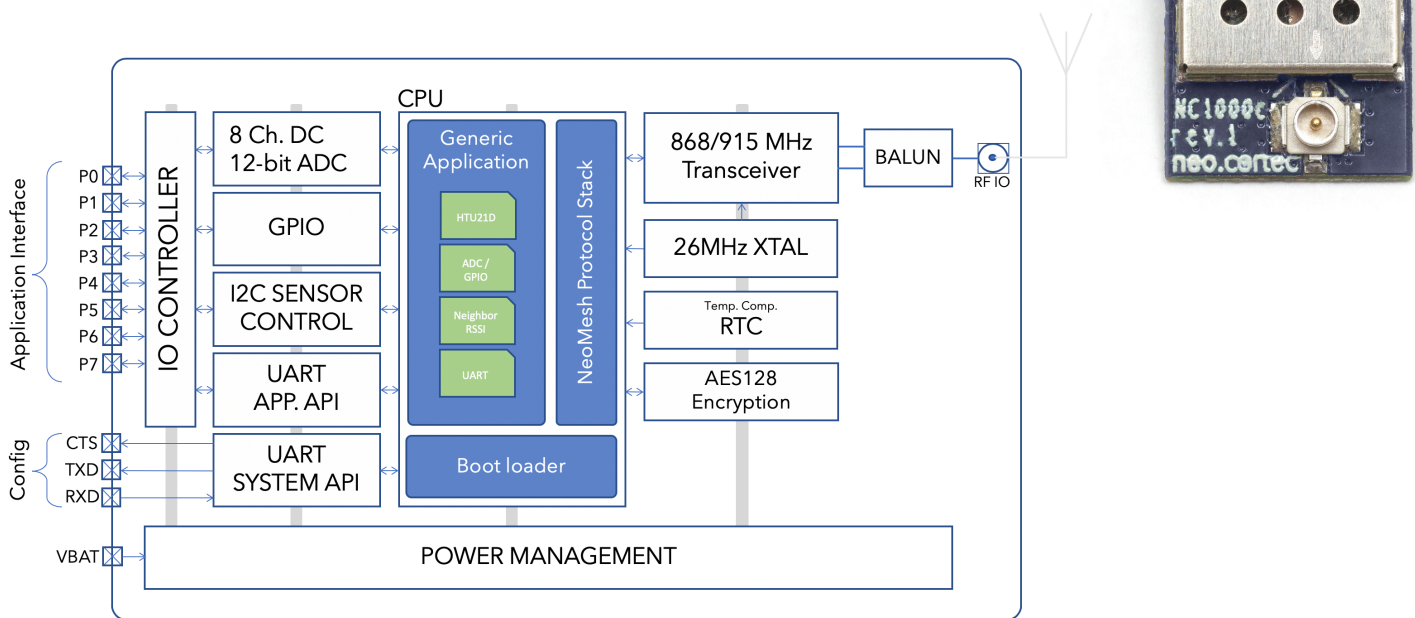 CPU
8 Ch. DC
12-bit ADC
GPIO
I2C SENSOR
CONTROL
UART
APP. API
UART
SYSTEM API
IO CONTROLLER
Application Interface
P0
P1
P2
P3
P4
P5
P6
P7
Config
CTS
TXD
RXD
VBAT
Generic
Application
HTU21D
ADC /
GPIO
Neighbor
RSSI
UART
NeoMesh Protocol Stack
Boot loader
868/915 MHz
Transceiver
26MHz XTAL
Temp. Comp.
RTC
AES128
Encryption
BALUN
RF IO
POWER MANAGEMENT
NC1000c
rev.1
neo.cortec